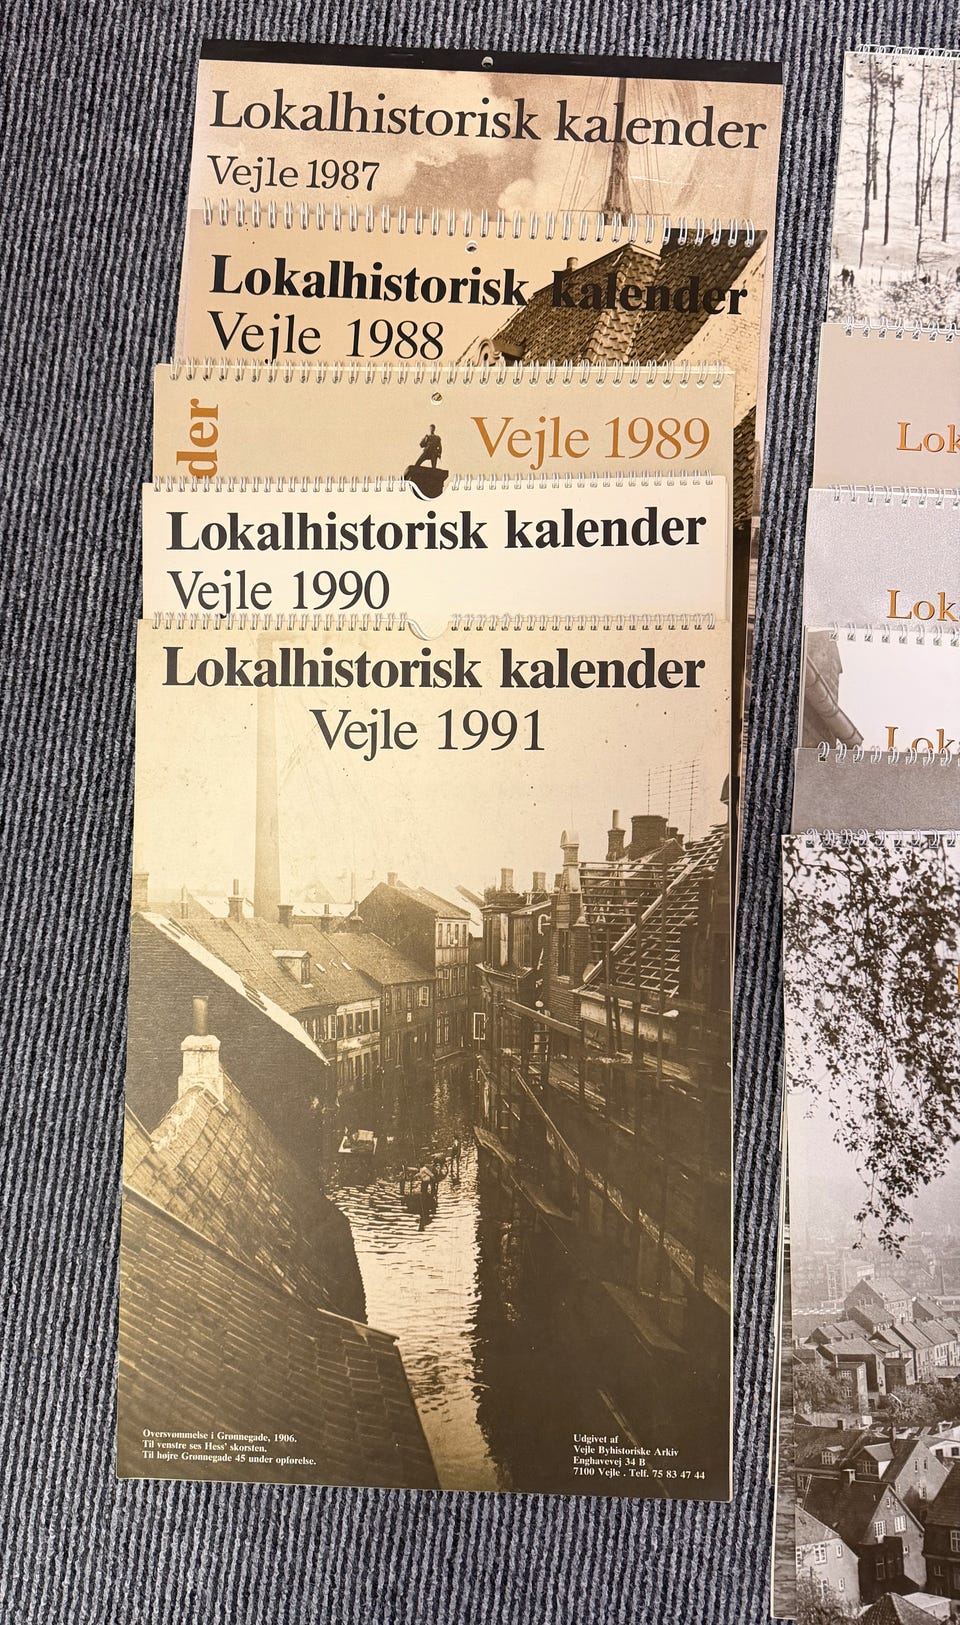 Lokalhistorisk kalender
Vejle 1987
Lokalhistorisk kalender
Vejle 1988
der
Vejle 1989
Lokalhistorisk kalender
Vejle 1990
Lokalhistorisk kalender
Vejle 1991
Oversvømmelse i Grønnegade, 1906.
Til venstre ses Hess' skorsten.
Til højre Grønnegade 45 under opførelse.
Udgivet af
Vejle Byhistoriske Arkiv
Enghavevej 34 B
7100 Vejle . Telf. 75 83 47 44
Lok
Lok
Lok